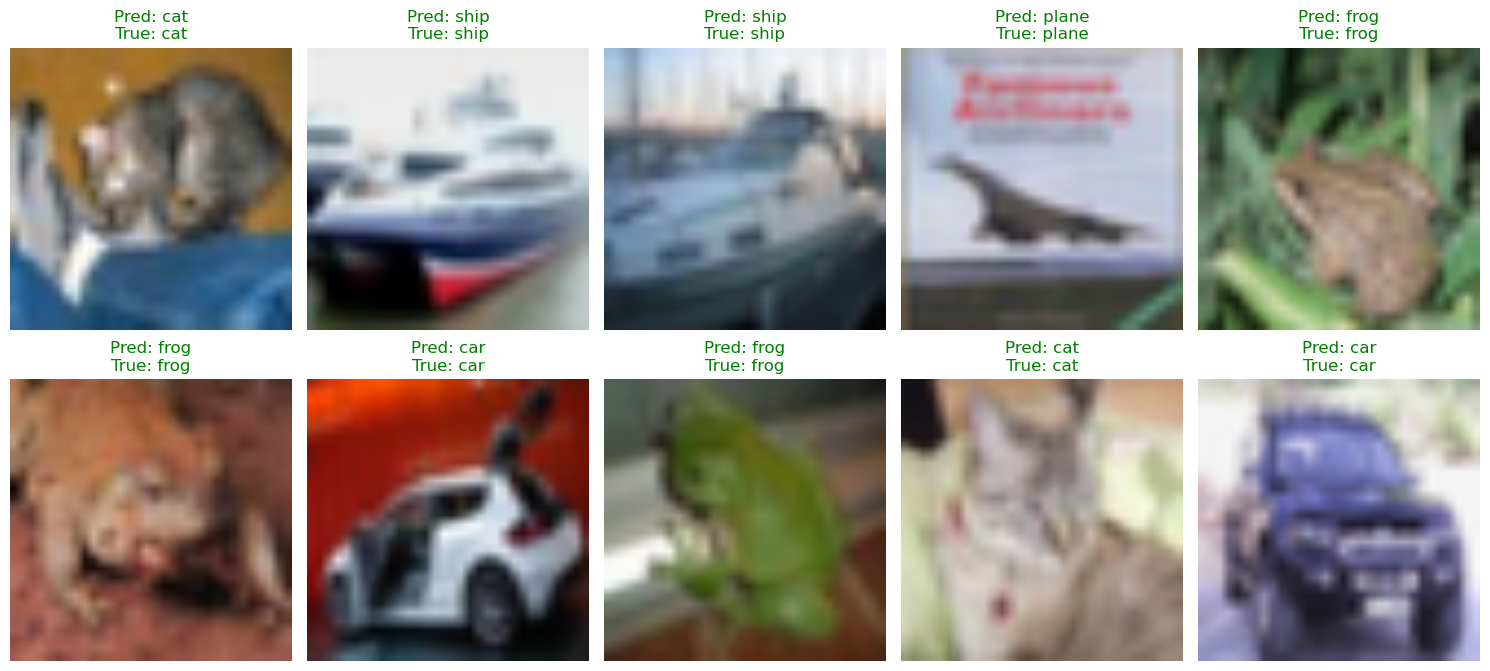 Pred: cat
True: cat
Pred: ship
True: ship
Pred: ship
True: ship
Pred: plane
True: plane
Pred: frog
True: frog
Pred: frog
True: frog
Pred: car
True: car
Pred: frog
True: frog
Pred: cat
True: cat
Pred: car
True: car